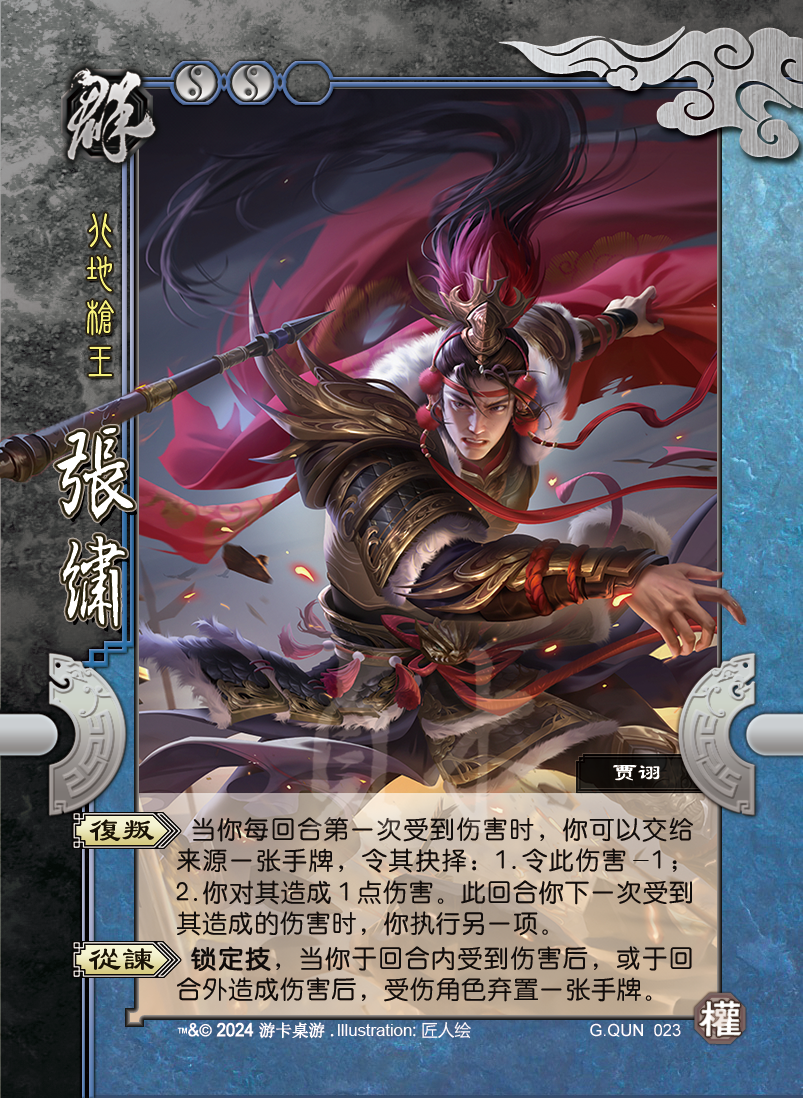 群
北地槍王
張繡
贾诩
復叛 当你每回合第一次受到伤害时，你可以交给
来源一张手牌，令其抉择：1.令此伤害-1；
2.你对其造成1点伤害。此回合你下一次受到
其造成的伤害时，你执行另一项。
從諫 锁定技，当你于回合内受到伤害后，或于回
合外造成伤害后，受伤角色弃置一张手牌。
™&© 2024 游卡桌游 . Illustration: 匠人绘
G.QUN 023
權